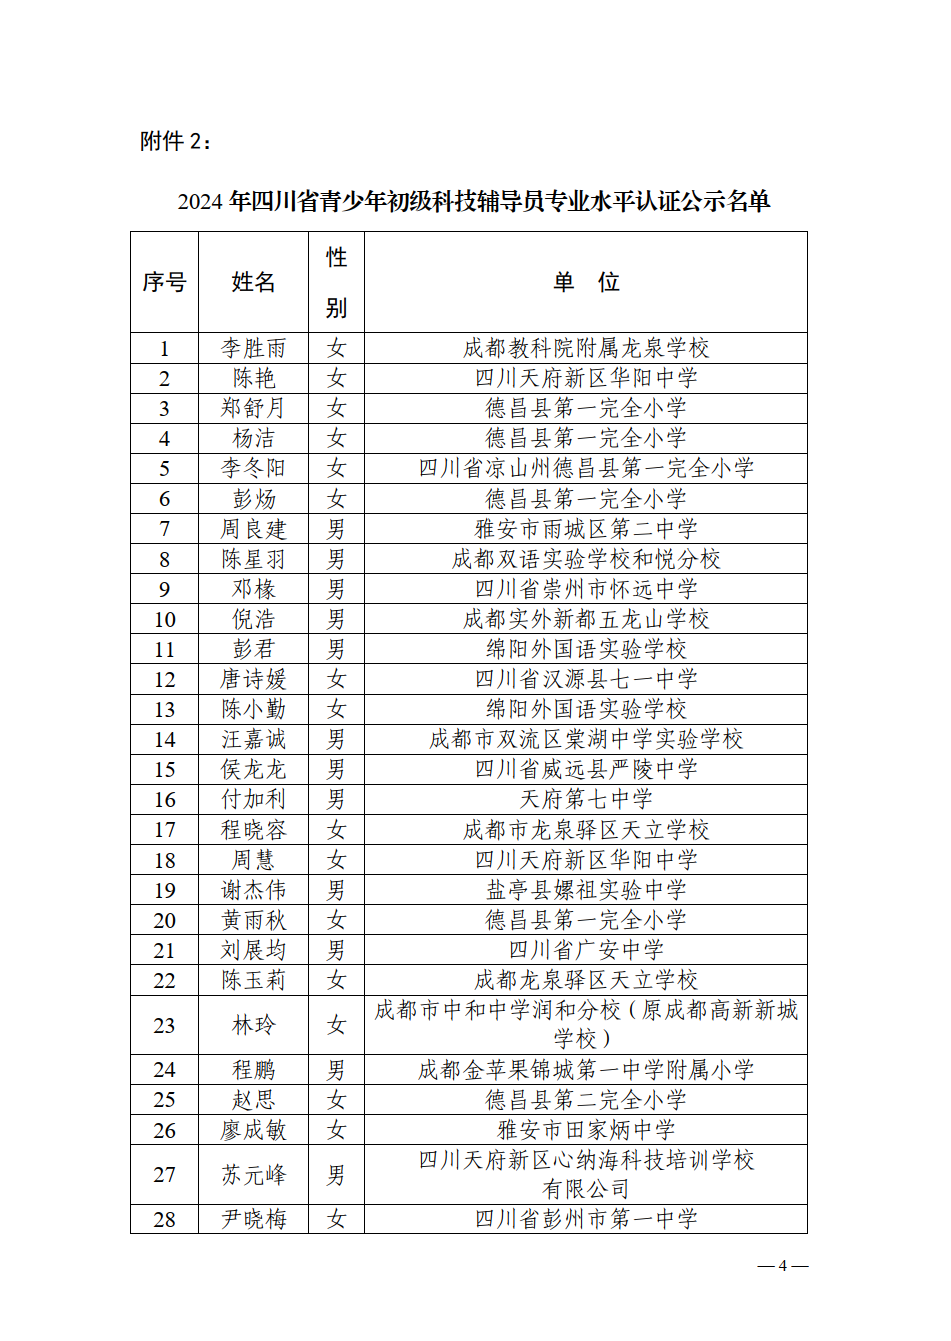 附件 2：
2024 年四川省青少年初级科技辅导员专业水平认证公示名单
序号 姓名 性别 单 位
1 李胜雨 女 成都教科院附属龙泉学校
2 陈艳 女 四川天府新区华阳中学
3 郑舒月 女 德昌县第一完全小学
4 杨洁 女 德昌县第一完全小学
5 李冬阳 女 四川省凉山州德昌县第一完全小学
6 彭炀 女 德昌县第一完全小学
7 周良建 男 雅安市雨城区第二中学
8 陈星羽 男 成都双语实验学校和悦分校
9 邓椽 男 四川省崇州市怀远中学
10 倪浩 男 成都实外新都五龙山学校
11 彭君 男 绵阳外国语实验学校
12 唐诗媛 女 四川省汉源县七一中学
13 陈小勤 女 绵阳外国语实验学校
14 汪嘉诚 男 成都市双流区棠湖中学实验学校
15 侯龙龙 男 四川省威远县严陵中学
16 付加利 男 天府第七中学
17 程晓容 女 成都市龙泉驿区天立学校
18 周慧 女 四川天府新区华阳中学
19 谢杰伟 男 盐亭县嫘祖实验中学
20 黄雨秋 女 德昌县第一完全小学
21 刘展均 男 四川省广安中学
22 陈玉莉 女 成都龙泉驿区天立学校
23 林玲 女 成都市中和中学润和分校（原成都高新新城
学校）
24 程鹏 男 成都金苹果锦城第一中学附属小学
25 赵思 女 德昌县第二完全小学
26 廖成敏 女 雅安市田家炳中学
27 苏元峰 男 四川天府新区心纳海科技培训学校
有限公司
28 尹晓梅 女 四川省彭州市第一中学
— 4 —